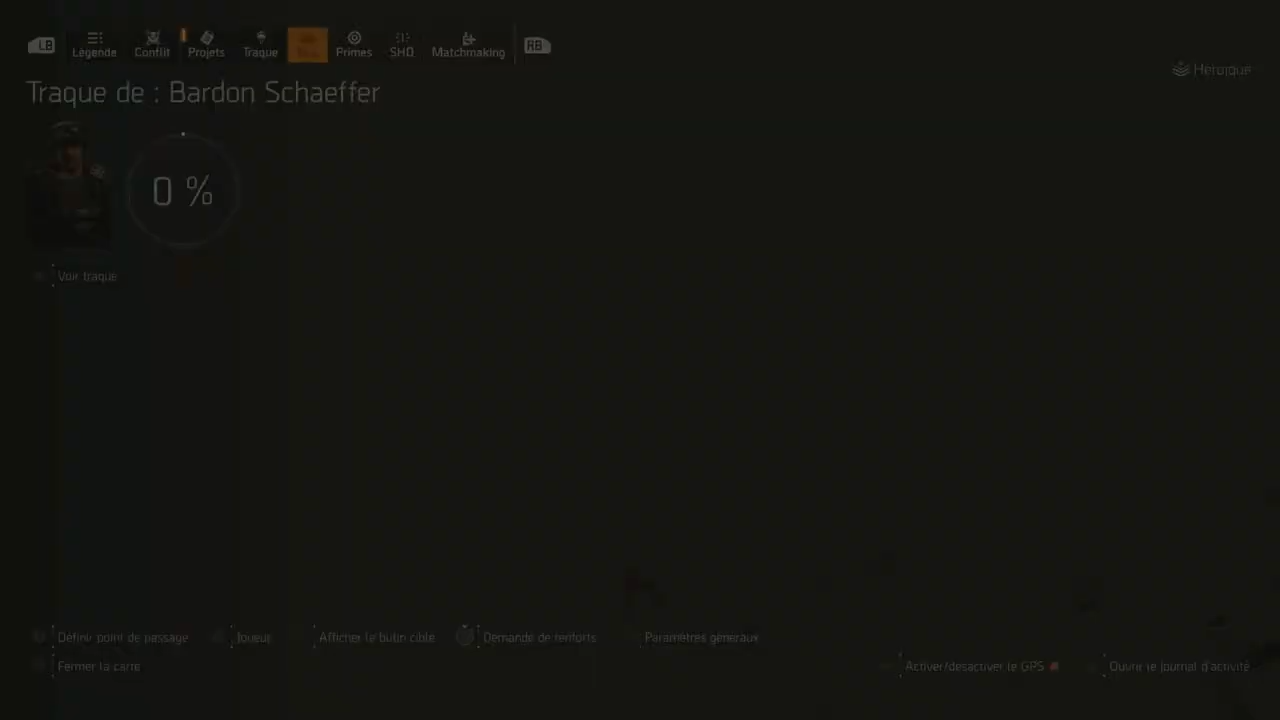 LB Légende Conflit Projets Traque Primes SHD Matchmaking RB
Héroïque
Traque de : Bardon Schaeffer
0 %
Voir traque
Définir point de passage Joueur Afficher le butin ciblé Demande de renforts Paramètres généraux
Fermer la carte Activer/désactiver le GPS Ouvrir le journal d'activité